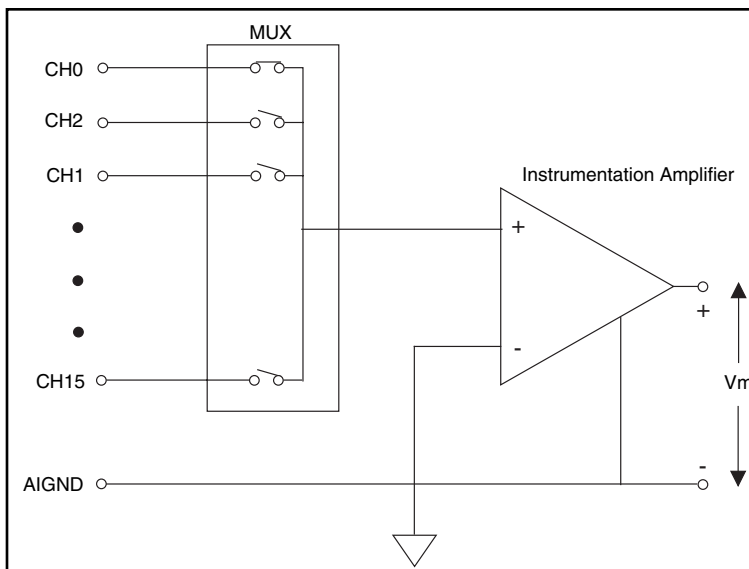 MUX
CH0
CH2
CH1
Instrumentation Amplifier
+
-
+
Vm
CH15
AIGND
-